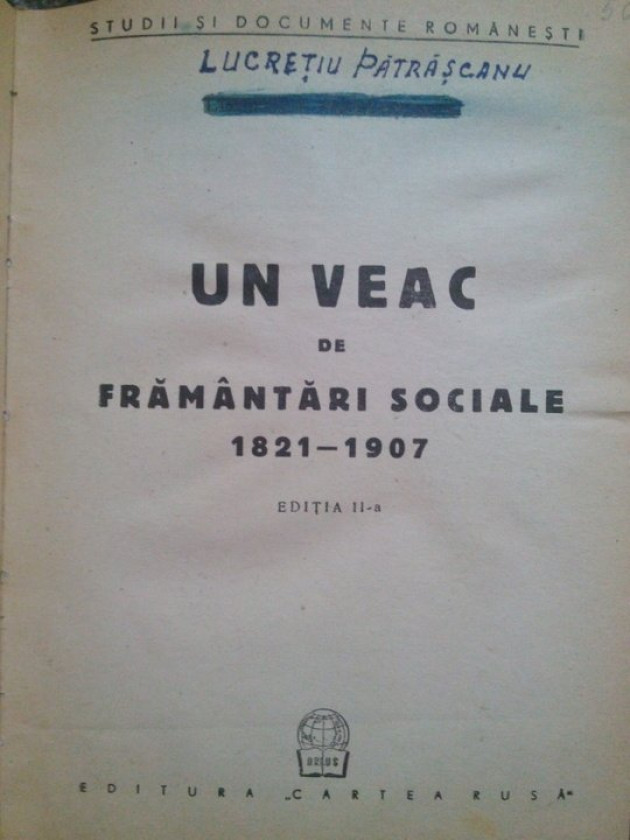 STUDII ȘI DOCUMENTE ROMÂNEȘTI
LUCREȚIU PĂTRĂȘCANU
UN VEAC
DE
FRĂMÂNTĂRI SOCIALE
1821—1907
EDIȚIA II-a
EDITURA „CARTEA RUSĂ“